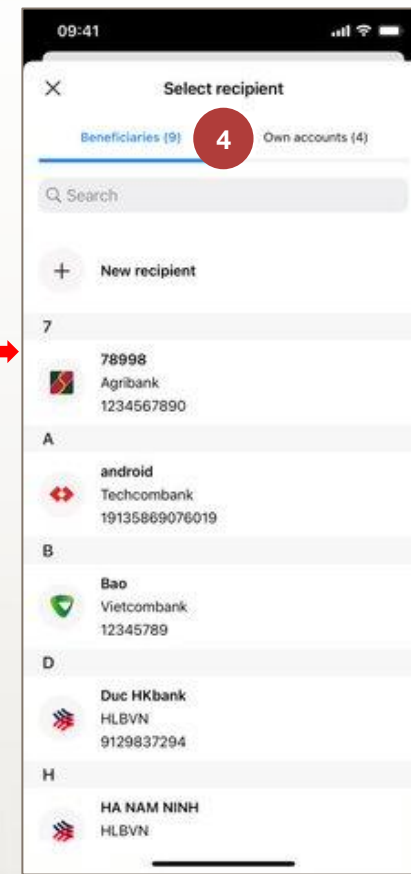 09:41
Select recipient
Beneficiaries (9) 4 Own accounts (4)
Search
New recipient
7
78998
Agribank
1234567890
A
android
Techcombank
19135869076019
B
Bao
Vietcombank
12345789
D
Duc HKbank
HLBVN
9129837294
H
HA NAM NINH
HLBVN